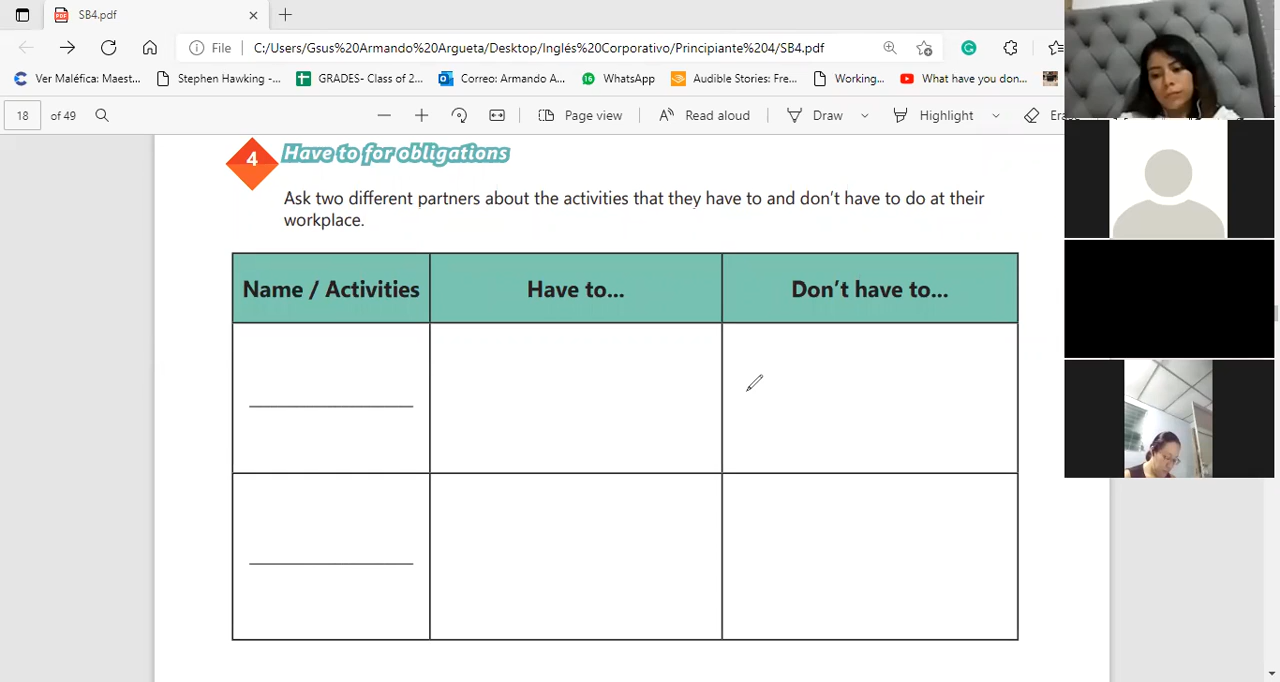 SB4.pdf
File
C:/Users/Gsus%20Armando%20Argueta/Desktop/Inglés%20Corporativo/Principiante%204/SB4.pdf
Ver Maléfica: Maest...
Stephen Hawking -...
GRADES- Class of 2...
Correo: Armando A...
16
WhatsApp
Audible Stories: Fre...
Working...
What have you don...
18
of 49
Page view
Read aloud
Draw
Highlight
4
Have to for obligations
Ask two different partners about the activities that they have to and don't have to do at their
workplace.
Name / Activities
Have to...
Don't have to...